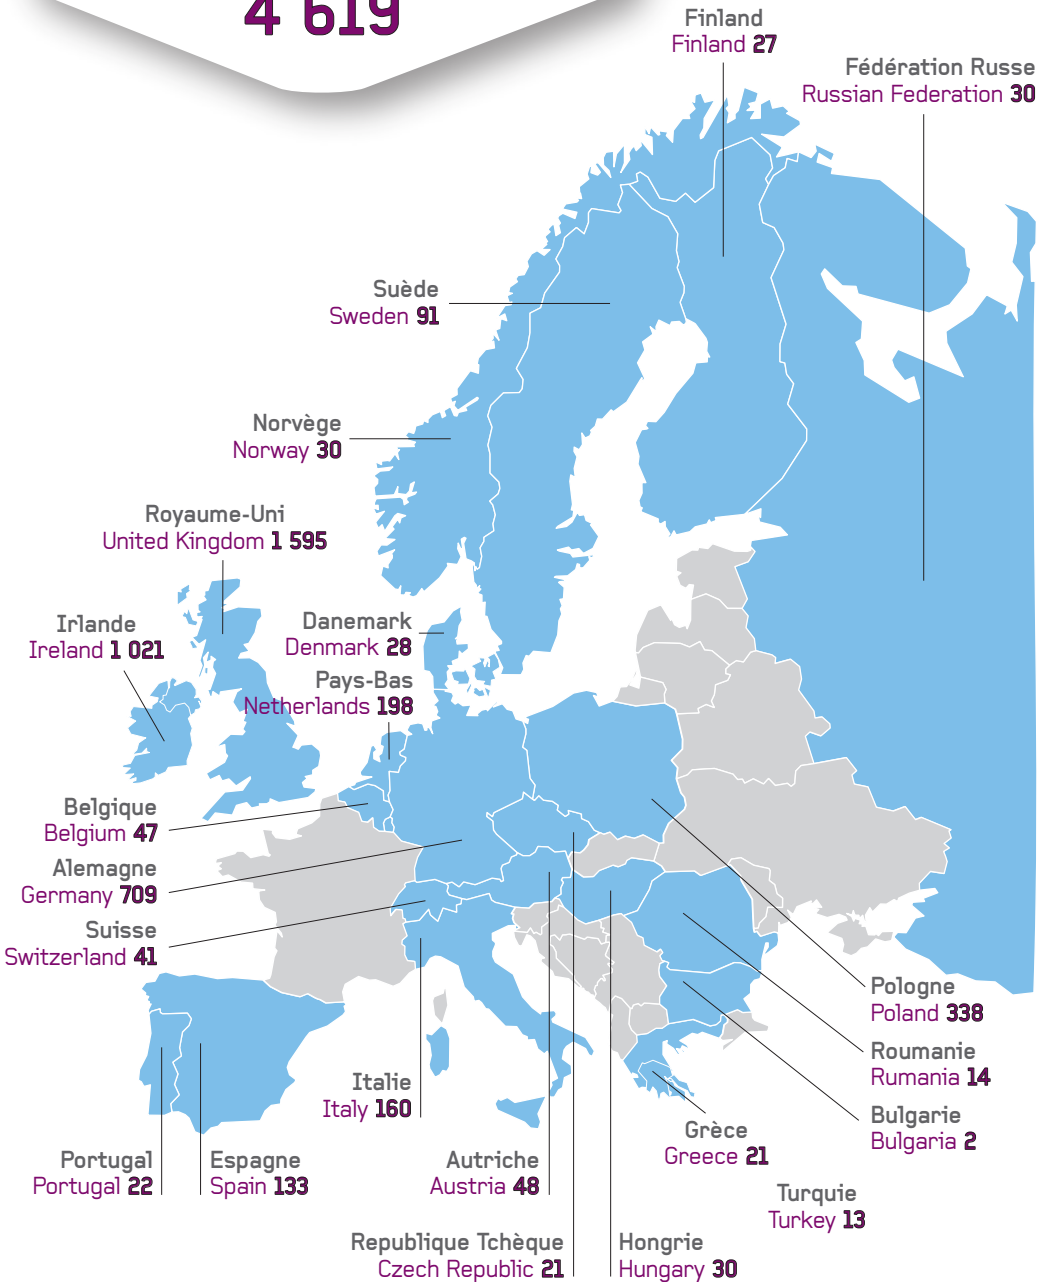 4 619
Finland
Finland 27
Fédération Russe
Russian Federation 30
Suède
Sweden 91
Norvège
Norway 30
Royaume-Uni
United Kingdom 1 595
Irlande
Ireland 1 021
Danemark
Denmark 28
Pays-Bas
Netherlands 198
Belgique
Belgium 47
Alemagne
Germany 709
Suisse
Switzerland 41
Pologne
Poland 338
Roumanie
Rumania 14
Bulgarie
Bulgaria 2
Italie
Italy 160
Grèce
Greece 21
Portugal
Portugal 22
Espagne
Spain 133
Autriche
Austria 48
Turquie
Turkey 13
Republique Tchèque
Czech Republic 21
Hongrie
Hungary 30